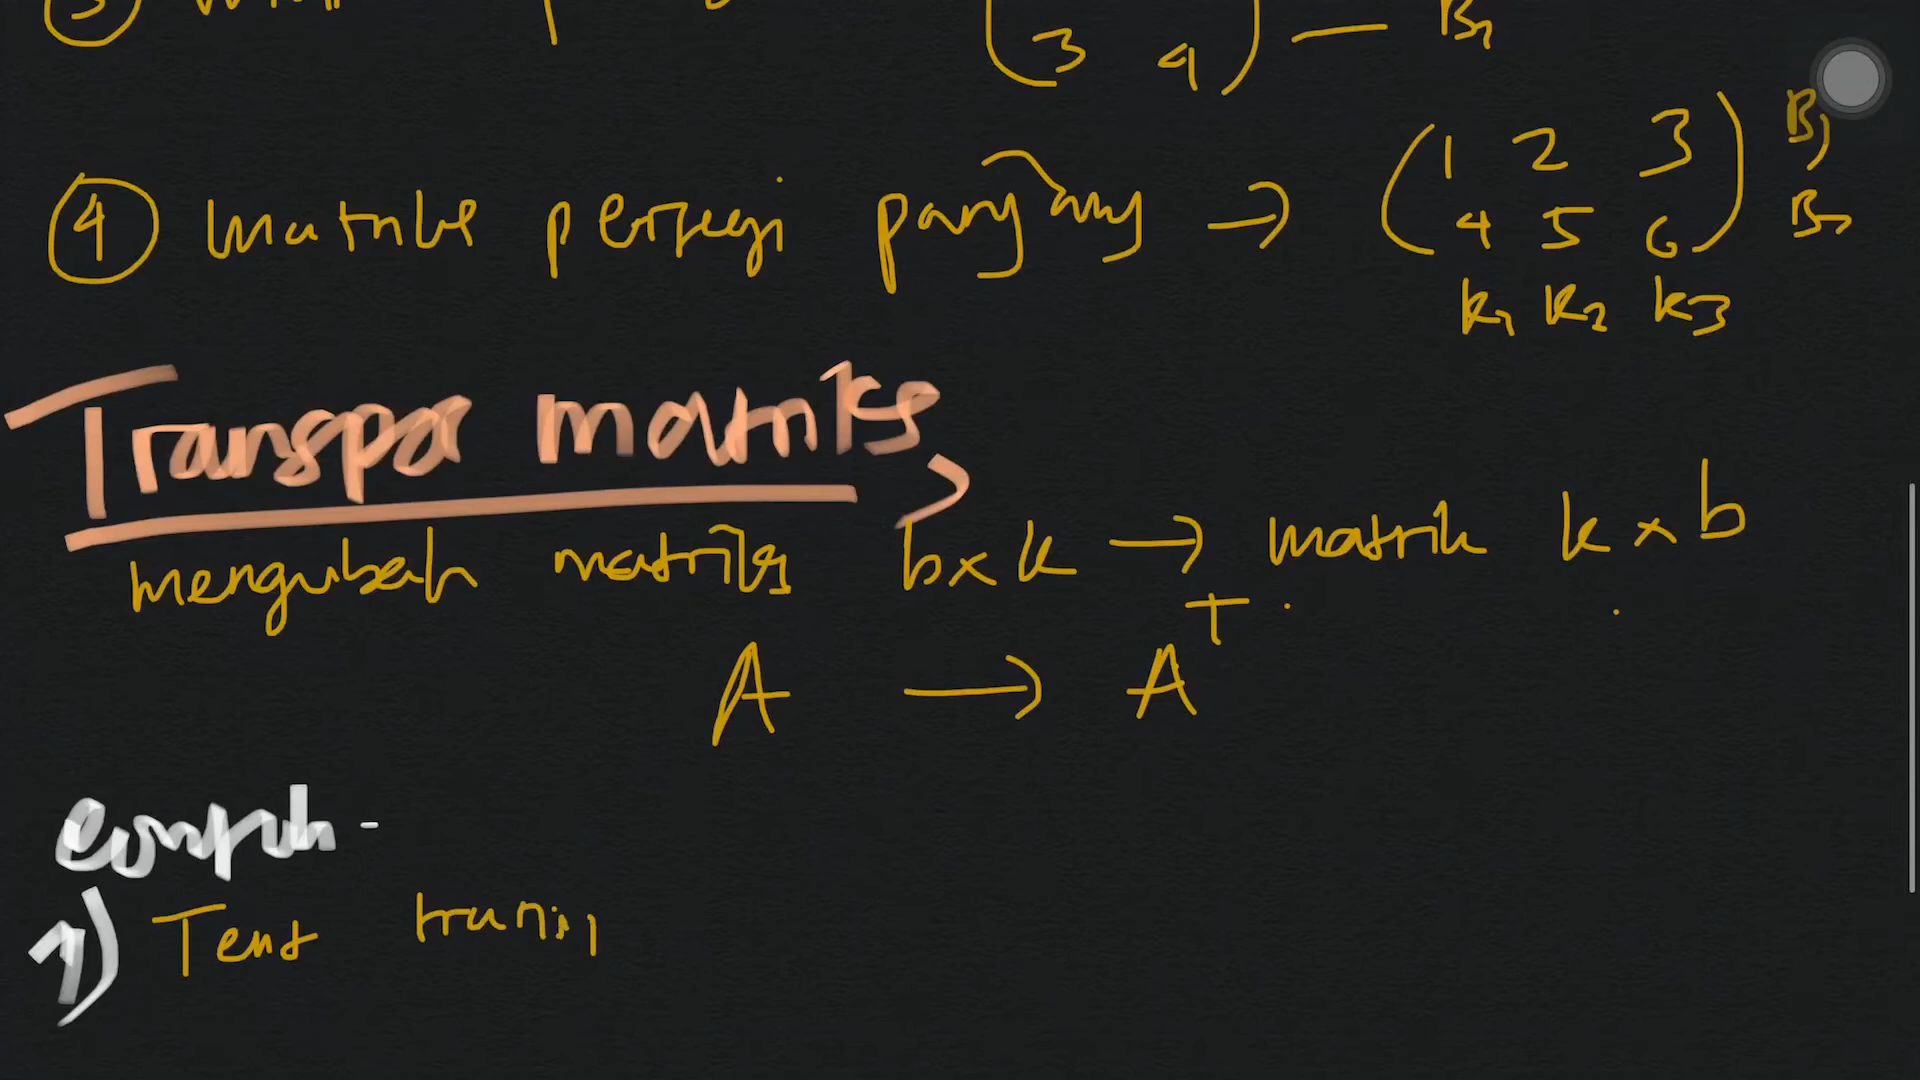 3 4 — B2
1 2 3 B1
④ Matriks persegi panjang → 4 5 6 B2
K1 K2 K3
Transpos matriks
mengubah matriks b x k → matrik k x b
A → A^T
Contoh -
1) Tent trans